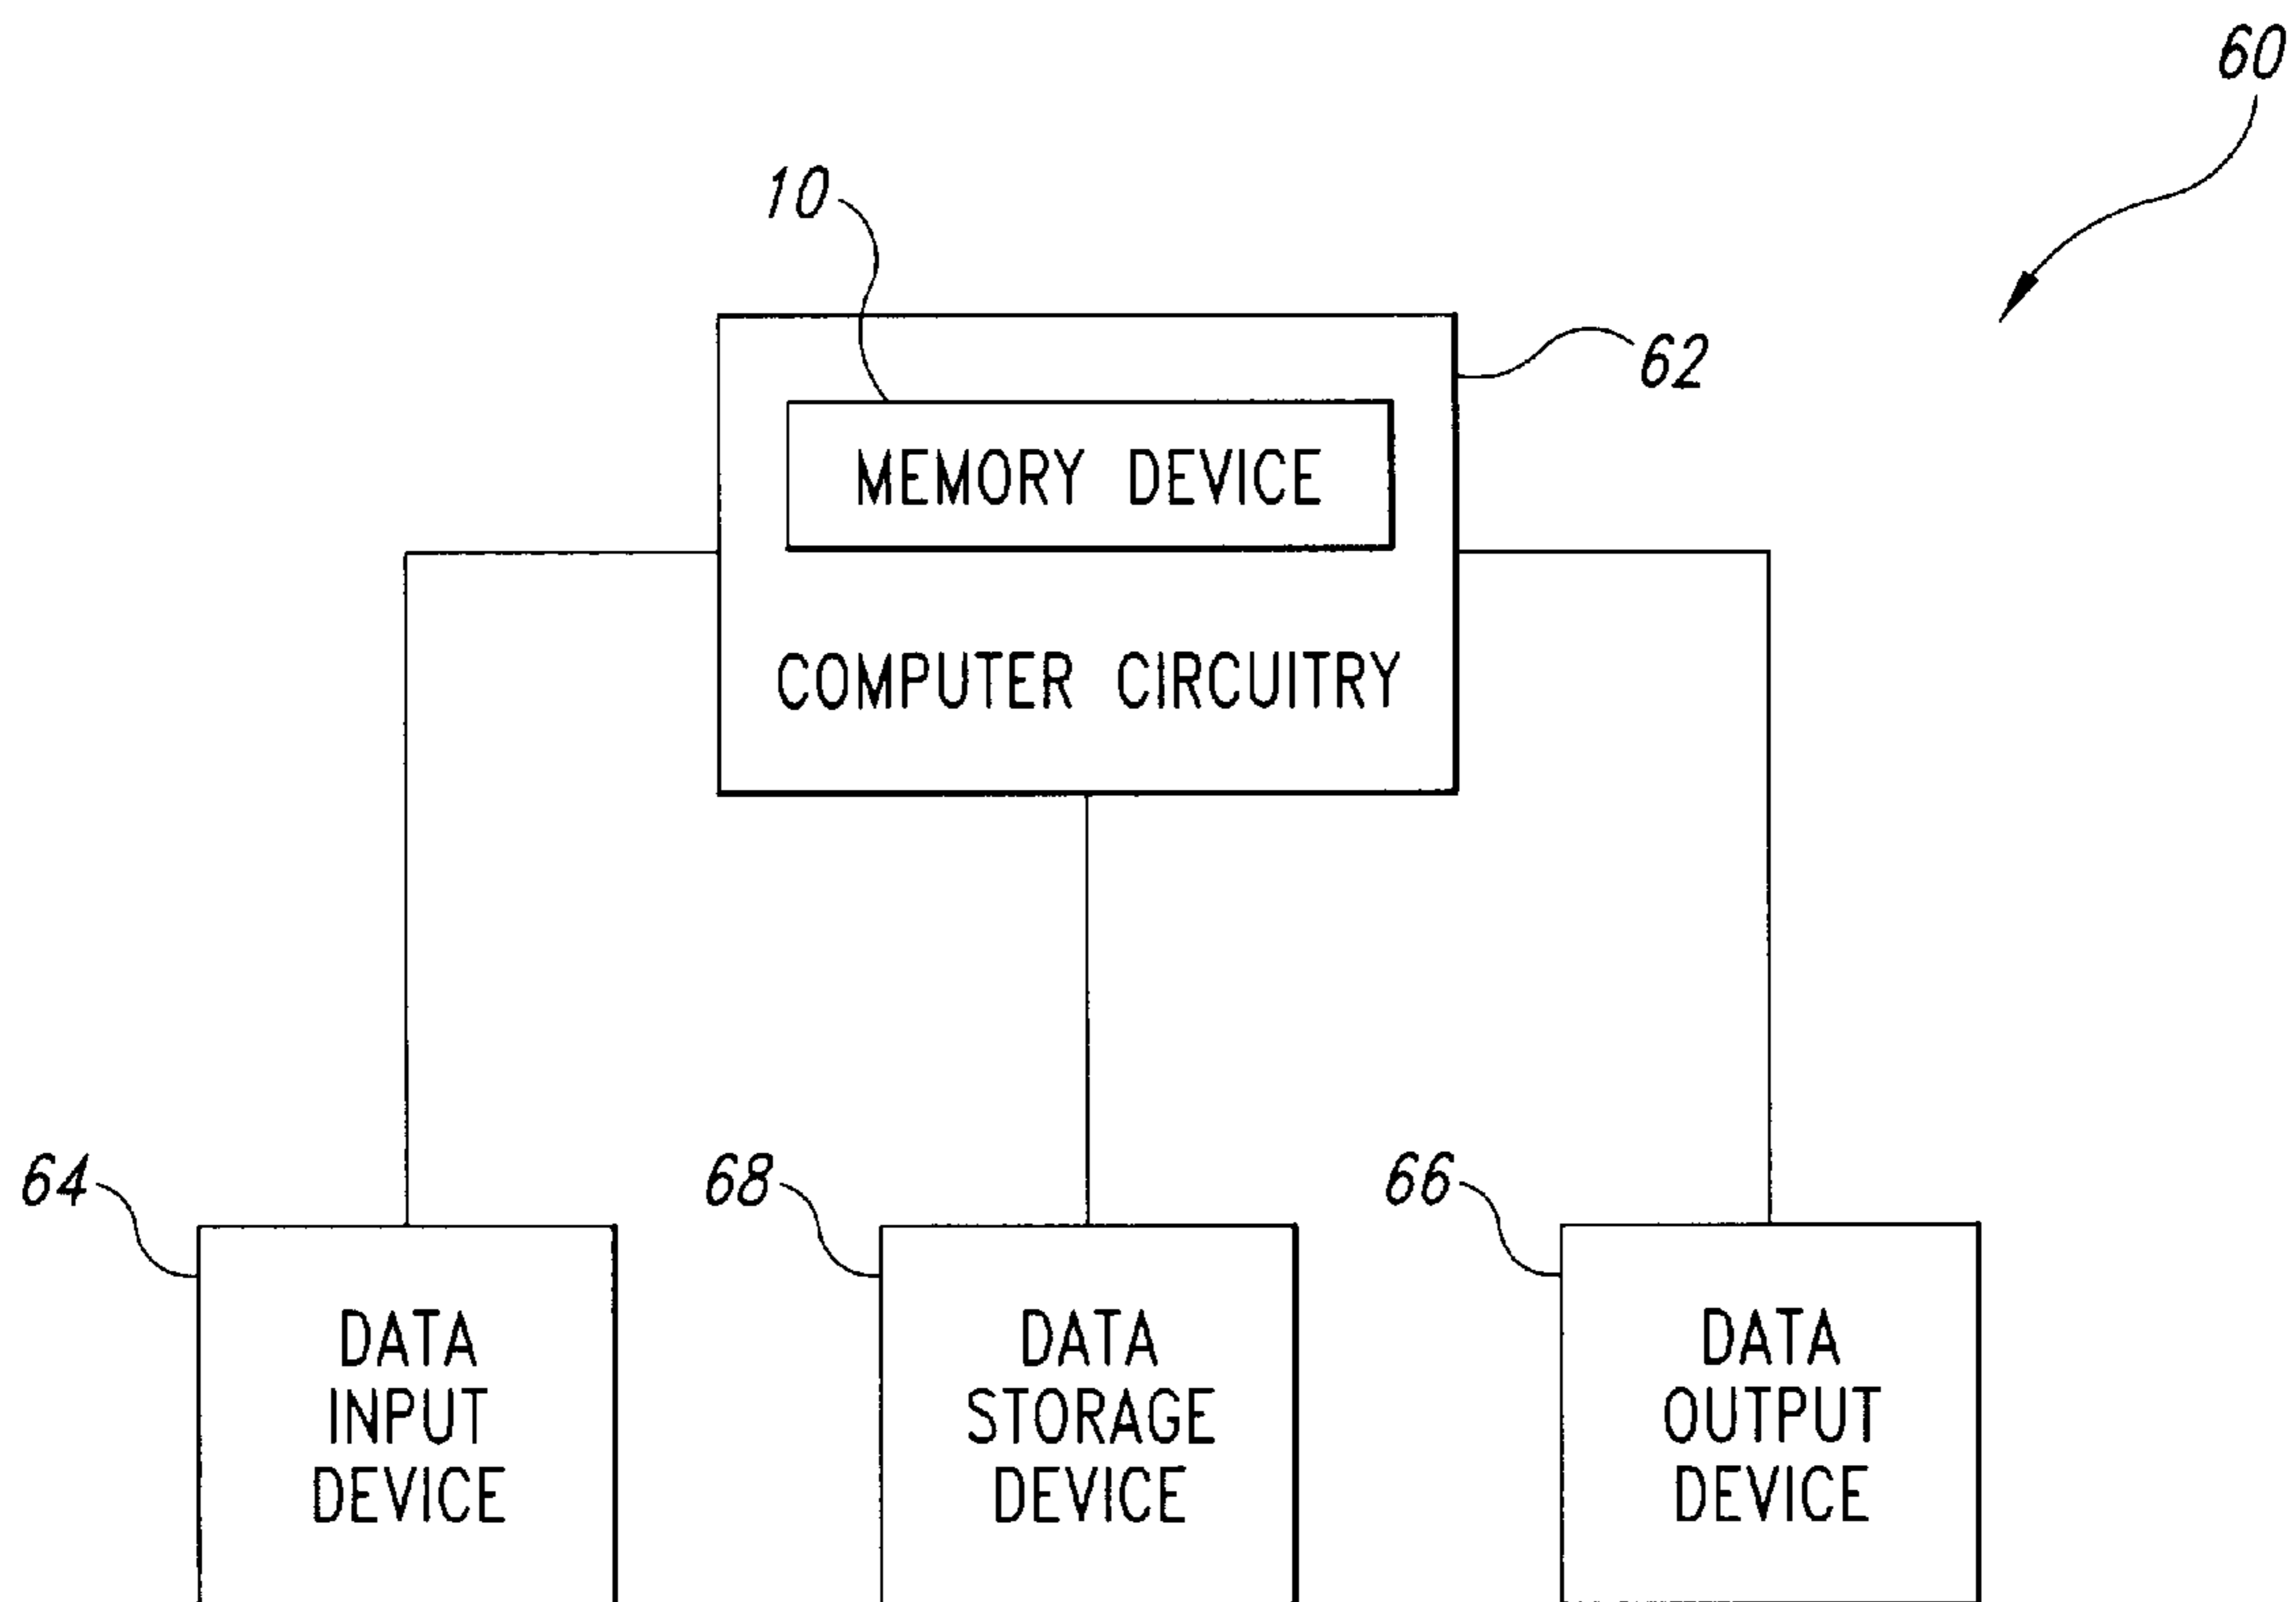 60
10
62
MEMORY DEVICE
COMPUTER CIRCUITRY
64
68
66
DATA
INPUT
DEVICE
DATA
STORAGE
DEVICE
DATA
OUTPUT
DEVICE